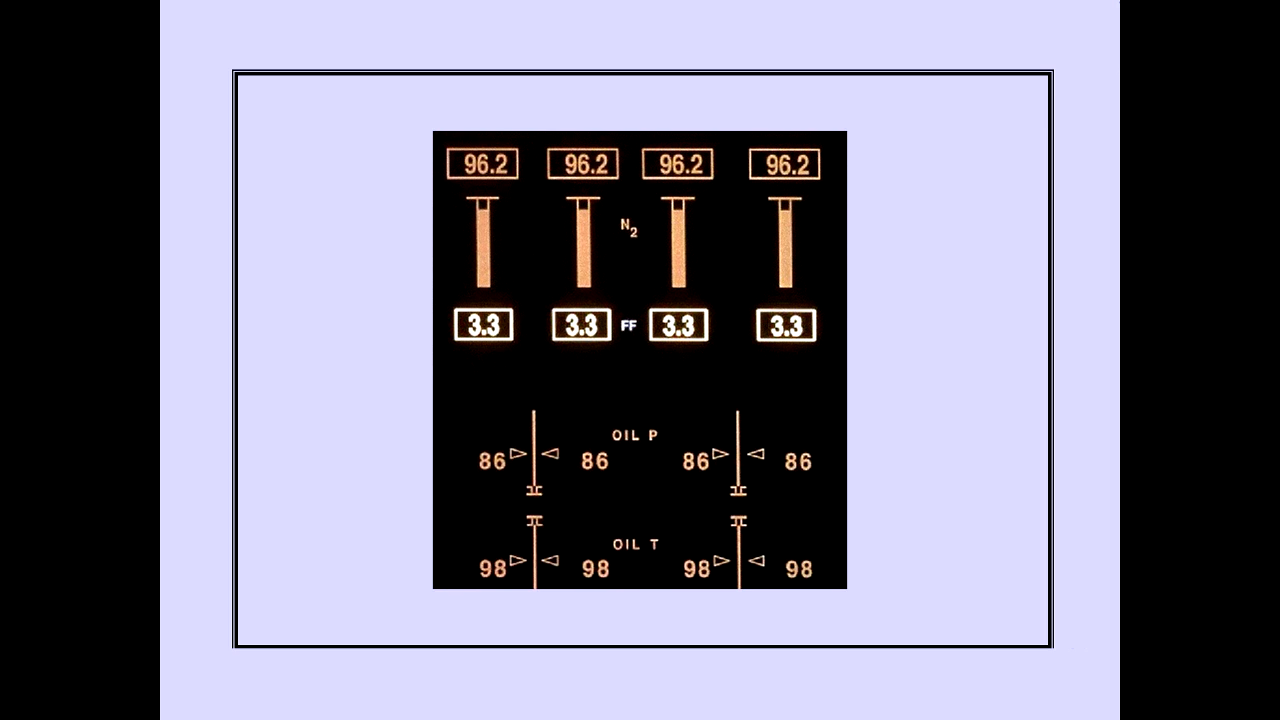 96.2 96.2 96.2 96.2
N2
3.3 3.3 FF 3.3 3.3
OIL P
86 86 86 86
OIL T
98 98 98 98